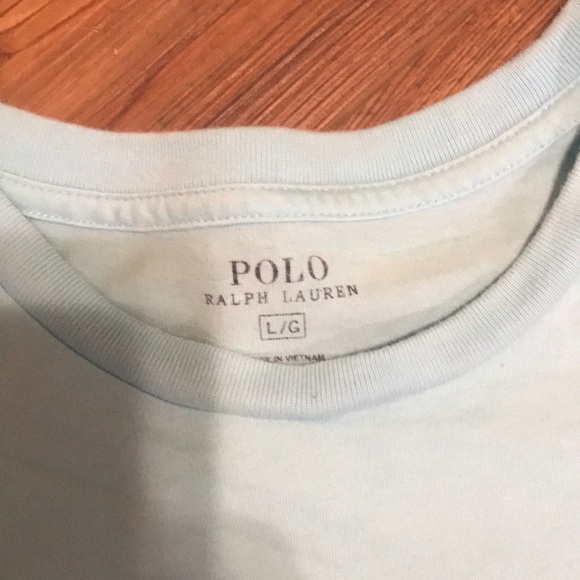 POLO
RALPH LAUREN
L/G
IN VIETNAM